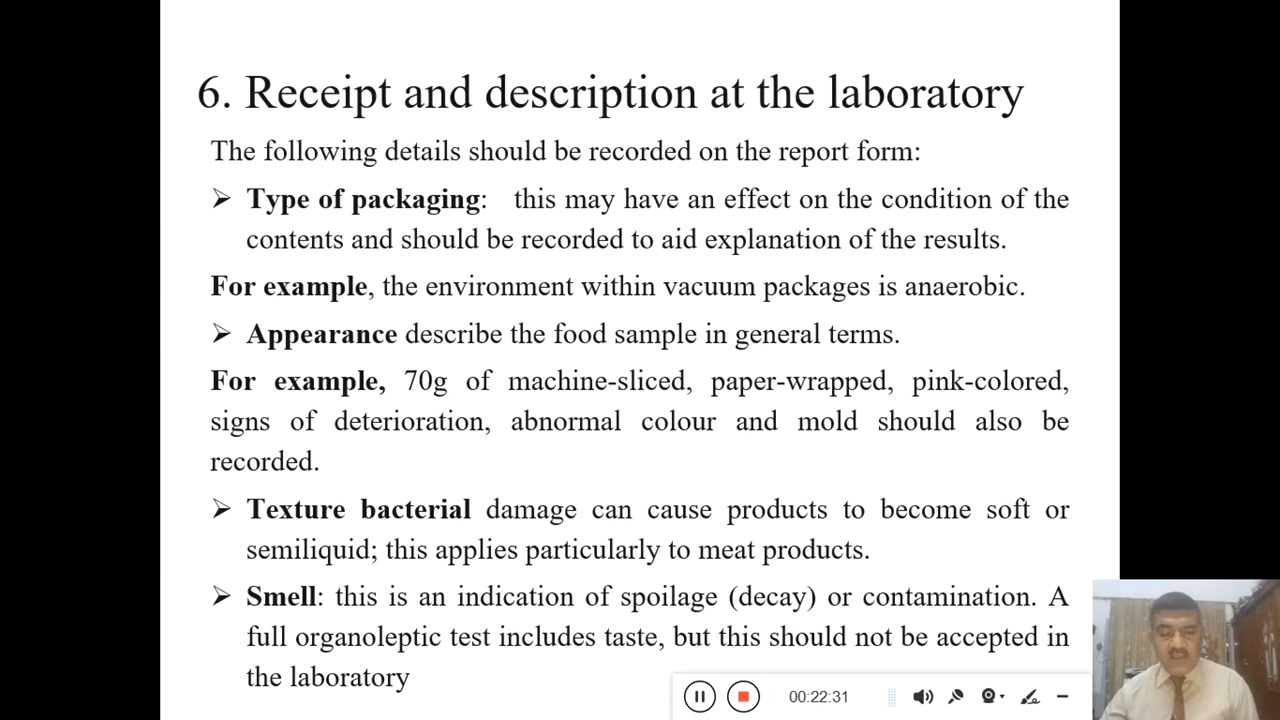 6. Receipt and description at the laboratory
The following details should be recorded on the report form:
➢ Type of packaging: this may have an effect on the condition of the
contents and should be recorded to aid explanation of the results.
For example, the environment within vacuum packages is anaerobic.
➢ Appearance describe the food sample in general terms.
For example, 70g of machine-sliced, paper-wrapped, pink-colored,
signs of deterioration, abnormal colour and mold should also be
recorded.
➢ Texture bacterial damage can cause products to become soft or
semiliquid; this applies particularly to meat products.
➢ Smell: this is an indication of spoilage (decay) or contamination. A
full organoleptic test includes taste, but this should not be accepted in
the laboratory
00:22:31